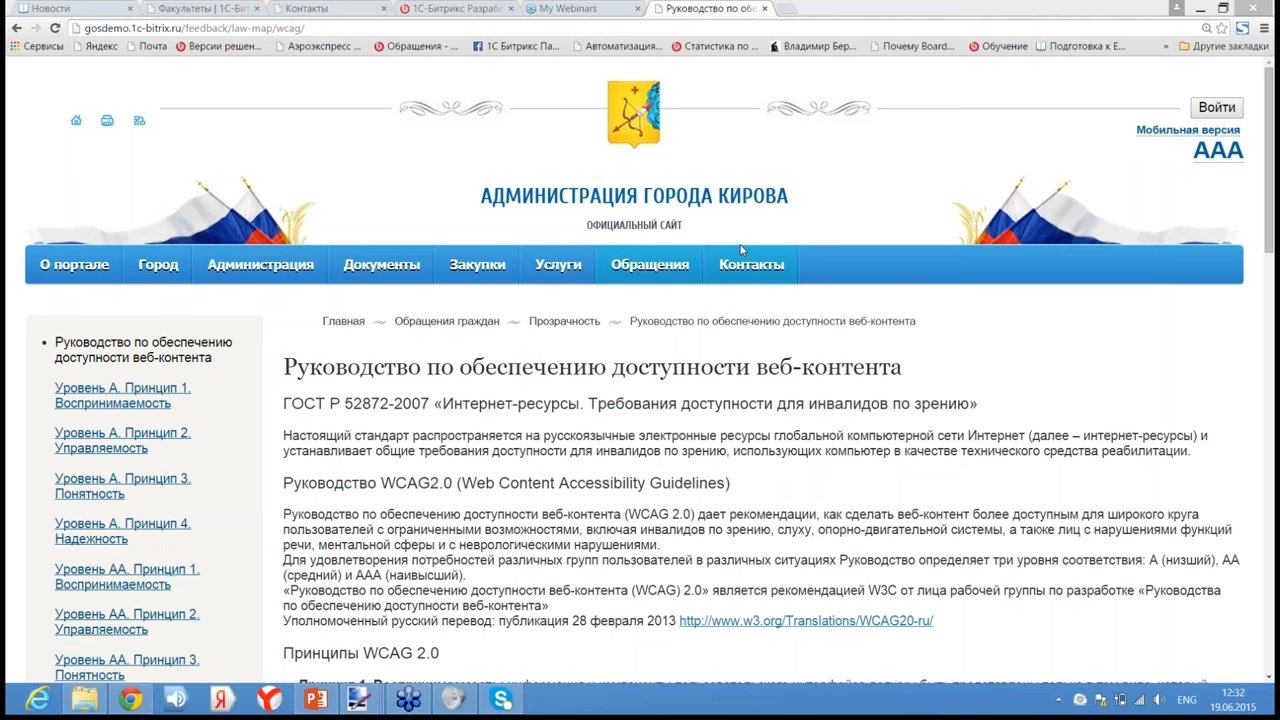 Новости
Факультеты | 1С-Би
Контакты
1С-Битрикс Разраб
My Webinars
Руководство по обе
gosdemo.1c-bitrix.ru/feedback/law-map/wcag/
Сервисы Яндекс Почта Версии решен... Аэроэкспресс ... Обращения - ... 1С Битрикс Па... Автоматизация... Статистика по ... Владимир Бер... Почему Board... Обучение Подготовка к Е... » Другие закладки
Войти
Мобильная версия
AAA
АДМИНИСТРАЦИЯ ГОРОДА КИРОВА
ОФИЦИАЛЬНЫЙ САЙТ
О портале Город Администрация Документы Закупки Услуги Обращения Контакты
Главная Обращения граждан Прозрачность Руководство по обеспечению доступности веб-контента
Руководство по обеспечению
доступности веб-контента
Уровень А. Принцип 1.
Воспринимаемость
Уровень А. Принцип 2.
Управляемость
Уровень А. Принцип 3.
Понятность
Уровень А. Принцип 4.
Надежность
Уровень АА. Принцип 1.
Воспринимаемость
Уровень АА. Принцип 2.
Управляемость
Уровень АА. Принцип 3.
Понятность
Руководство по обеспечению доступности веб-контента
ГОСТ Р 52872-2007 «Интернет-ресурсы. Требования доступности для инвалидов по зрению»
Настоящий стандарт распространяется на русскоязычные электронные ресурсы глобальной компьютерной сети Интернет (далее – интернет-ресурсы) и
устанавливает общие требования доступности для инвалидов по зрению, использующих компьютер в качестве технического средства реабилитации.
Руководство WCAG2.0 (Web Content Accessibility Guidelines)
Руководство по обеспечению доступности веб-контента (WCAG 2.0) дает рекомендации, как сделать веб-контент более доступным для широкого круга
пользователей с ограниченными возможностями, включая инвалидов по зрению, слуху, опорно-двигательной системы, а также лиц с нарушениями функций
речи, ментальной сферы и с неврологическими нарушениями.
Для удовлетворения потребностей различных групп пользователей в различных ситуациях Руководство определяет три уровня соответствия: А (низший), АА
(средний) и ААА (наивысший).
«Руководство по обеспечению доступности веб-контента (WCAG) 2.0» является рекомендацией W3C от лица рабочей группы по разработке «Руководства
по обеспечению доступности веб-контента»
Уполномоченный русский перевод: публикация 28 февраля 2013 http://www.w3.org/Translations/WCAG20-ru/
Принципы WCAG 2.0
ENG
12:32
19.06.2015